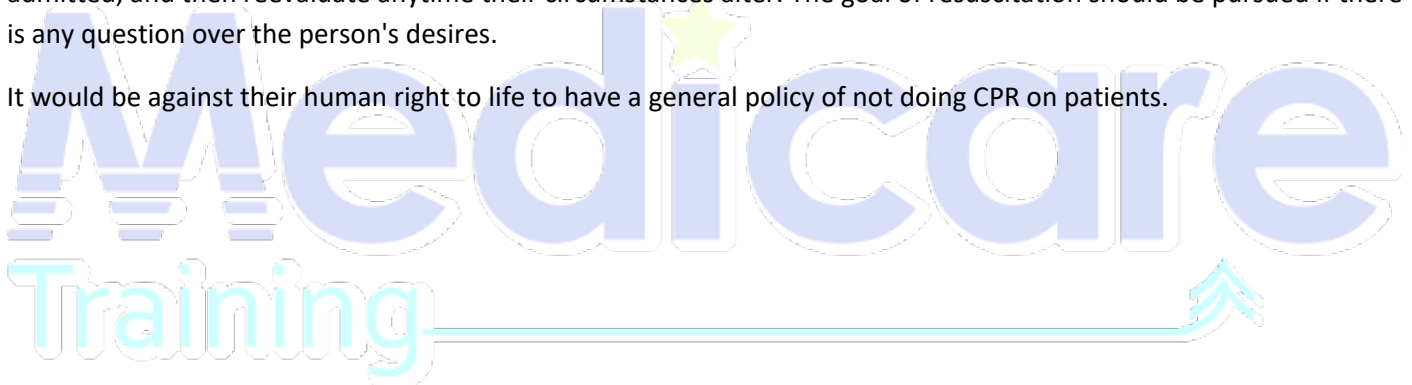 admitted, and then reevaluate anytime their circumstances alter. The goal of resuscitation should be pursued if there
is any question over the person's desires.
It would be against their human right to life to have a general policy of not doing CPR on patients.
Medicare
Training